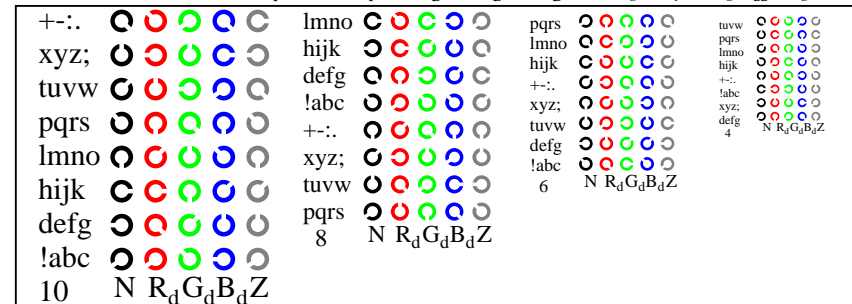 +-:.
xyz;
tuvw
pqrs
lmno
hijk
defg
!abc
10 N RdGdBdZ
lmno
hijk
defg
!abc
+-:.
xyz;
tuvw
pqrs
8 N RdGdBdZ
pqrs
lmno
hijk
+-:.
xyz;
tuvw
defg
!abc
6 N RdGdBdZ
tuvw
pqrs
lmno
hijk
+-:.
!abc
xyz;
defg
4 N RdGdBdZ